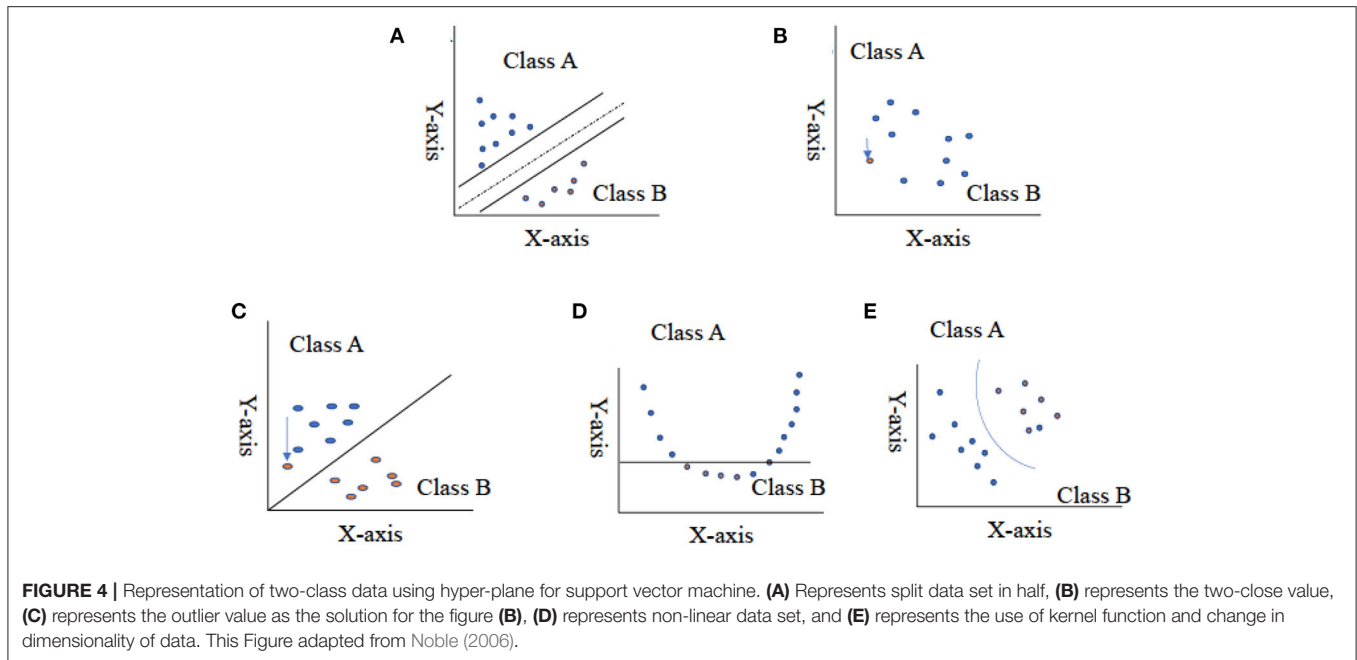 A
Class A
Y-axis
Class B
X-axis
B
Class A
Y-axis
Class B
X-axis
C
Class A
Y-axis
Class B
X-axis
D
Class A
Y-axis
Class B
X-axis
E
Class A
Y-axis
Class B
X-axis
FIGURE 4 | Representation of two-class data using hyper-plane for support vector machine. (A) Represents split data set in half, (B) represents the two-close value,
(C) represents the outlier value as the solution for the figure (B), (D) represents non-linear data set, and (E) represents the use of kernel function and change in
dimensionality of data. This Figure adapted from Noble (2006).